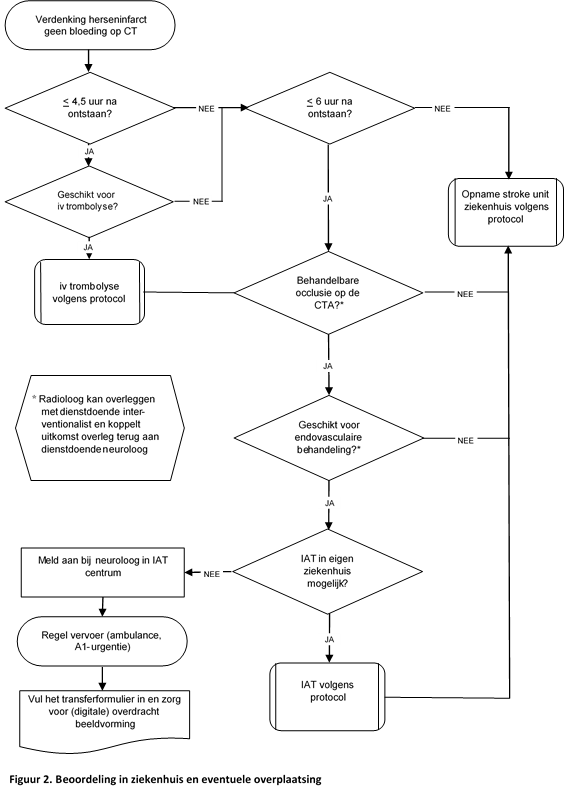 Verdenking herseninfarct
geen bloeding op CT
< 4,5 uur na
ontstaan?
NEE
< 6 uur na
ontstaan?
NEE
JA
Geschikt voor
iv trombolyse?
NEE
JA
Opname stroke unit
ziekenhuis volgens
protocol
JA
iv trombolyse
volgens protocol
Behandelbare
occlusie op de
CTA?*
NEE
JA
* Radioloog kan overleggen
met dienstdoende inter-
ventionalist en koppelt
uitkomst overleg terug aan
dienstdoende neuroloog
Geschikt voor
endovasculaire
behandeling?*
NEE
JA
IAT in eigen
ziekenhuis
mogelijk?
NEE
Meld aan bij neuroloog in IAT
centrum
JA
Regel vervoer (ambulance,
A1-urgentie)
IAT volgens
protocol
Vul het transferformulier in en zorg
voor (digitale) overdracht
beeldvorming
Figuur 2. Beoordeling in ziekenhuis en eventuele overplaatsing